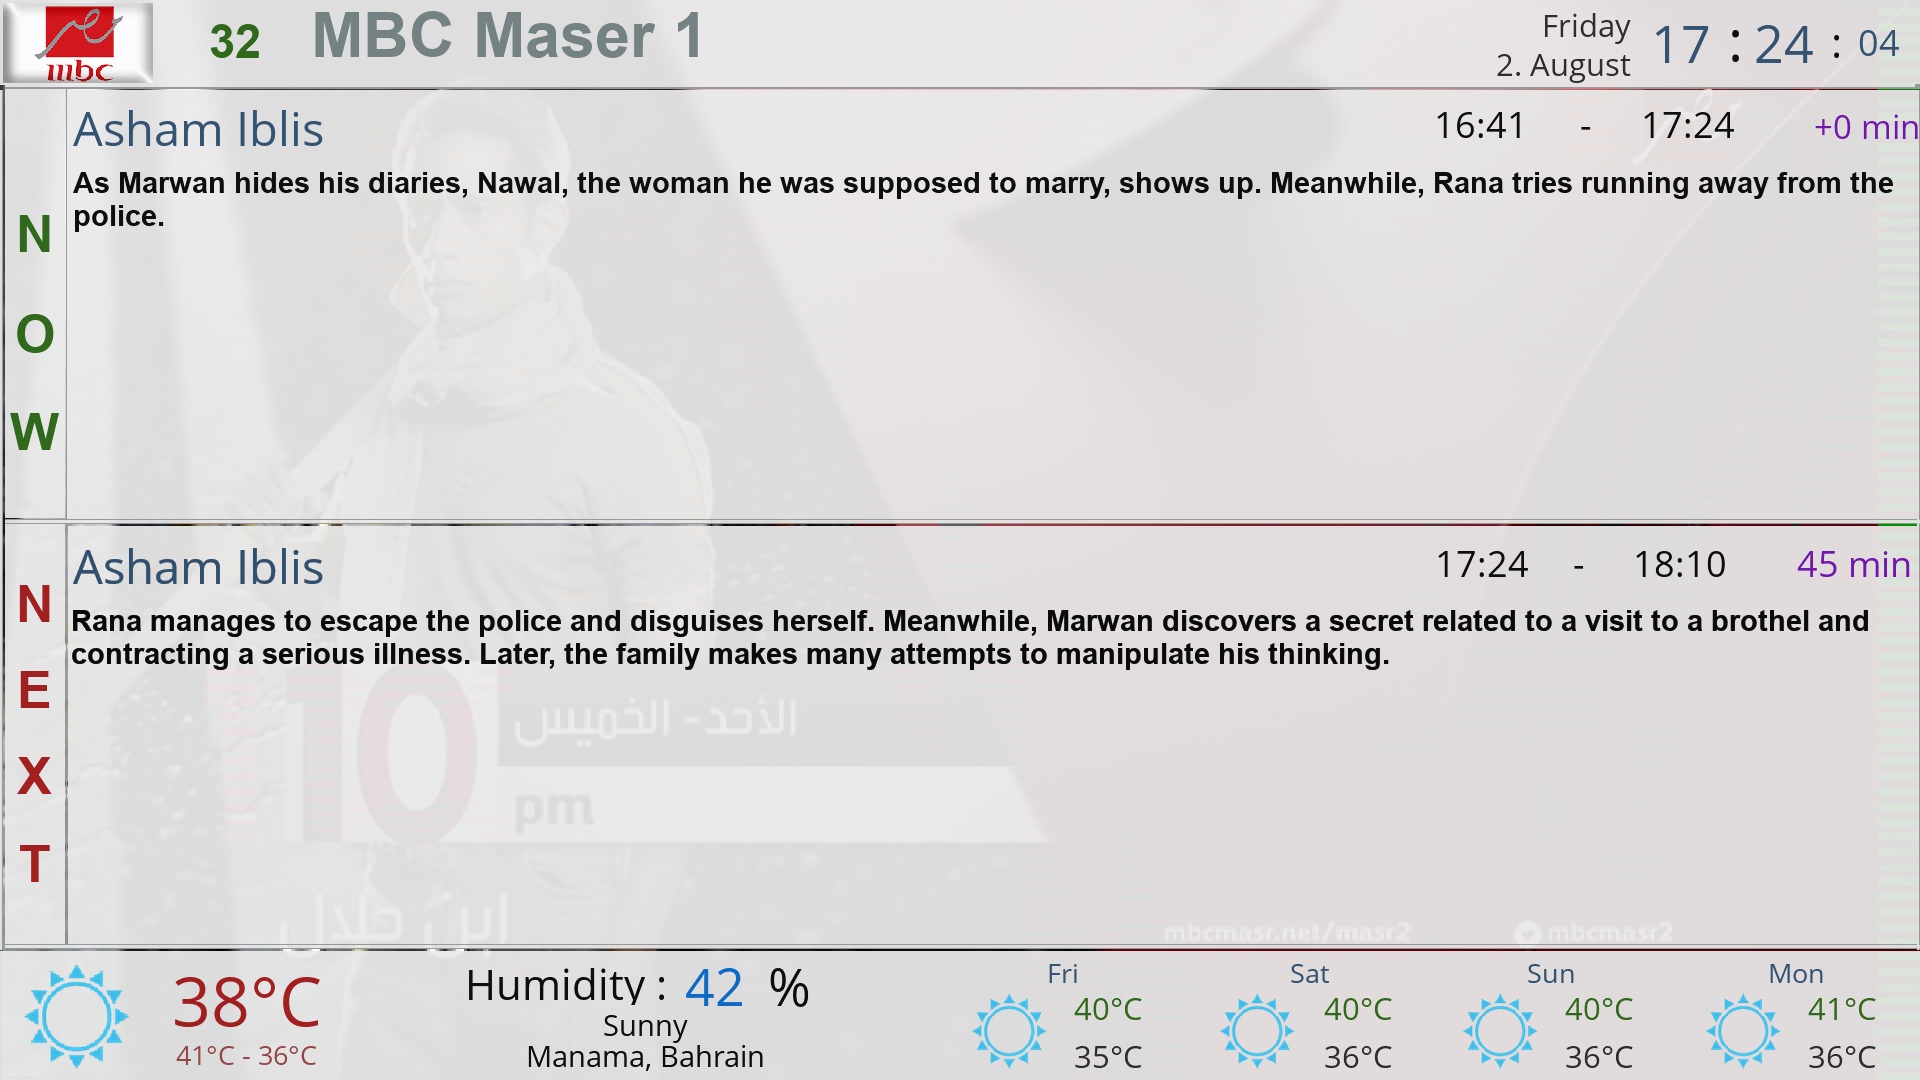 mbc
32 MBC Maser 1
Friday
2. August
17 : 24 : 04
Asham Iblis
16:41 - 17:24 +0 min
As Marwan hides his diaries, Nawal, the woman he was supposed to marry, shows up. Meanwhile, Rana tries running away from the
police.
NOW
Asham Iblis
17:24 - 18:10 45 min
Rana manages to escape the police and disguises herself. Meanwhile, Marwan discovers a secret related to a visit to a brothel and
contracting a serious illness. Later, the family makes many attempts to manipulate his thinking.
NEXT
10
الأحد- الخميس
pm
ابن حلال
mbcmasr.net/masr2
mbcmasr2
38°C
41°C - 36°C
Humidity : 42 %
Sunny
Manama, Bahrain
Fri
40°C
35°C
Sat
40°C
36°C
Sun
40°C
36°C
Mon
41°C
36°C